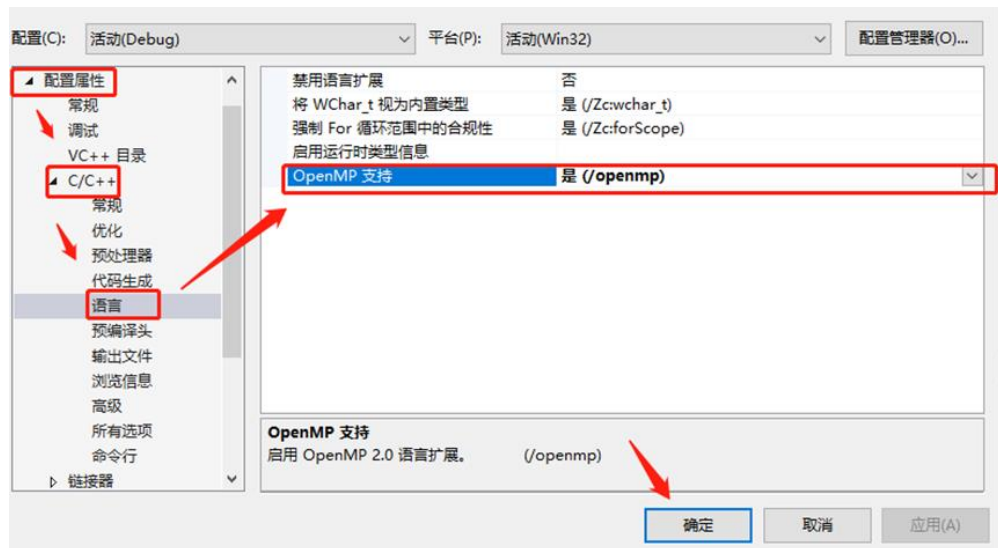 配置(C): 活动(Debug) 平台(P): 活动(Win32) 配置管理器(O)...
配置属性
常规
调试
VC++ 目录
C/C++
常规
优化
预处理器
代码生成
语言
预编译头
输出文件
浏览信息
高级
所有选项
命令行
链接器
禁用语言扩展 否
将 WChar_t 视为内置类型 是 (/Zc:wchar_t)
强制 For 循环范围中的合规性 是 (/Zc:forScope)
启用运行时类型信息
OpenMP 支持 是 (/openmp)
OpenMP 支持
启用 OpenMP 2.0 语言扩展。 (/openmp)
确定 取消 应用(A)